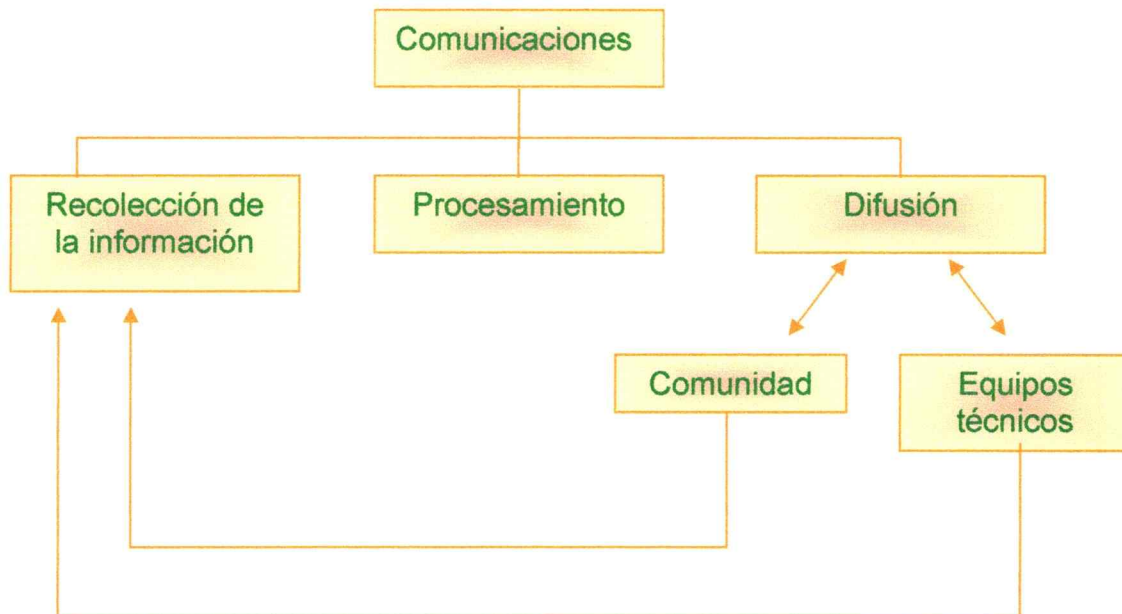 Comunicaciones
Recolección de
la información
Procesamiento
Difusión
Comunidad
Equipos
técnicos